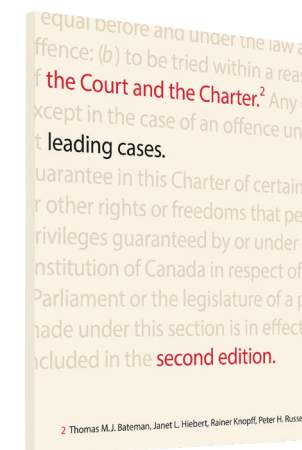 equal before and under the law a
ffence: (b) to be tried within a reas
f the Court and the Charter.2 Any
xcept in the case of an offence un
t leading cases.
uarantee in this Charter of certain
r other rights or freedoms that pe
rivileges guaranteed by or under
nstitution of Canada in respect of
Parliament or the legislature of a p
nade under this section is in effect
ncluded in the second edition.
2 Thomas M.J. Bateman, Janet L. Hiebert, Rainer Knopff, Peter H. Russe